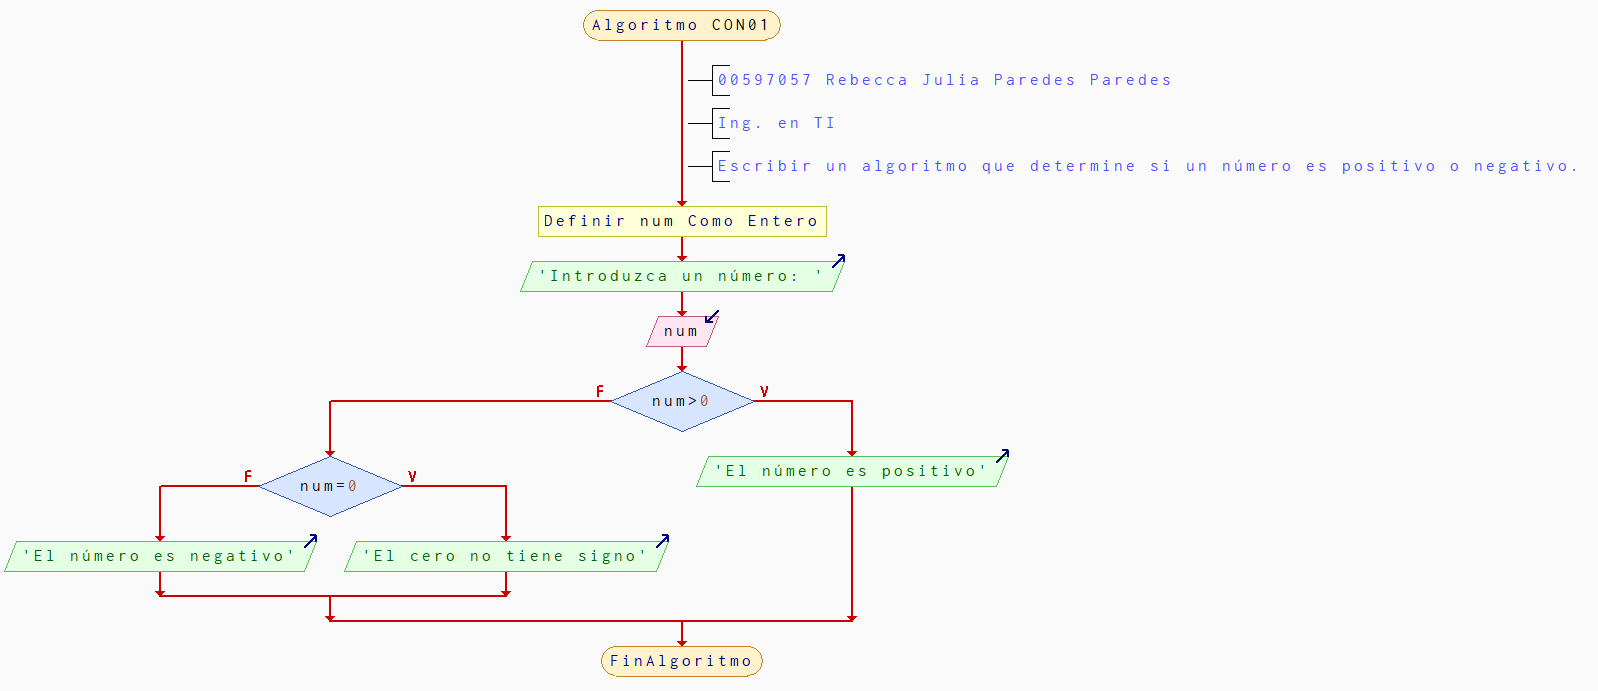 Algoritmo CON01
00597057 Rebecca Julia Paredes Paredes
Ing. en TI
Escribir un algoritmo que determine si un número es positivo o negativo.
Definir num Como Entero
'Introduzca un número: '
num
F
num>0
V
F
num=0
V
'El número es positivo'
'El número es negativo'
'El cero no tiene signo'
FinAlgoritmo